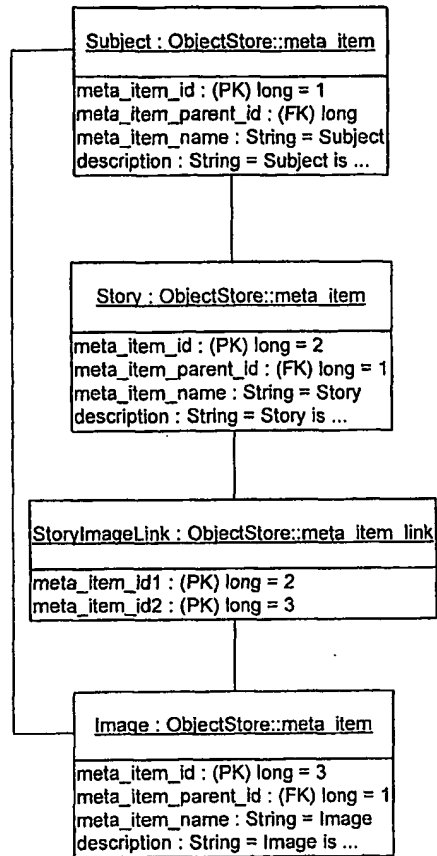 Subject : ObjectStore::meta_item
meta_item_id : (PK) long = 1
meta_item_parent_id : (FK) long
meta_item_name : String = Subject
description : String = Subject is ...
Story : ObjectStore::meta_item
meta_item_id : (PK) long = 2
meta_item_parent_id : (FK) long = 1
meta_item_name : String = Story
description : String = Story is ...
StoryImageLink : ObjectStore::meta_item_link
meta_item_id1 : (PK) long = 2
meta_item_id2 : (PK) long = 3
Image : ObjectStore::meta_item
meta_item_id : (PK) long = 3
meta_item_parent_id : (FK) long = 1
meta_item_name : String = Image
description : String = Image is ...